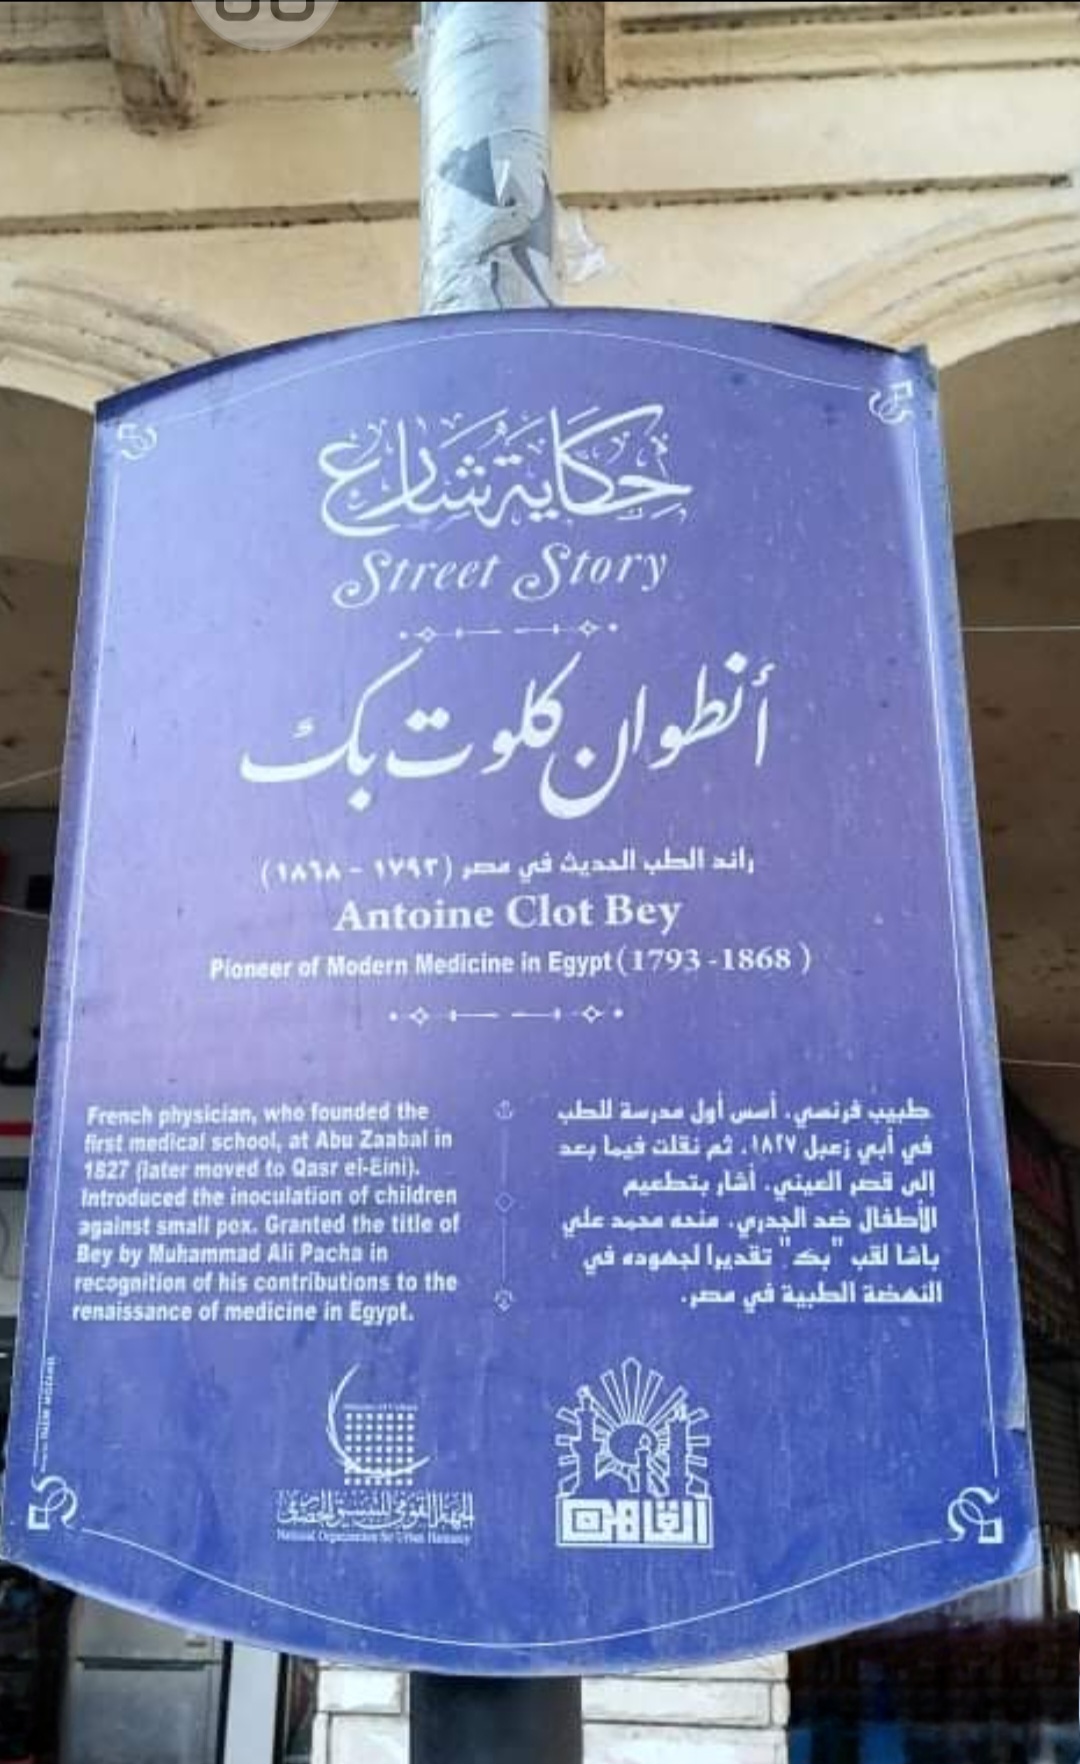 حكاية شارع
Street Story
أنطوان كلوت بك
رائد الطب الحديث في مصر (١٧٩٣ - ١٨٦٨)
Antoine Clot Bey
Pioneer of Modern Medicine in Egypt (1793 -1868 )
French physician, who founded the
first medical school, at Abu Zaabal in
1827 (later moved to Qasr el-Eini).
Introduced the inoculation of children
against small pox. Granted the title of
Bey by Muhammad Ali Pacha in
recognition of his contributions to the
renaissance of medicine in Egypt.
طبيب فرنسي، أسس أول مدرسة للطب
في أبي زعبل ١٨٢٧، ثم نقلت فيما بعد
إلى قصر العيني. أشار بتطعيم
الأطفال ضد الجدري، منحه محمد علي
باشا لقب "بك" تقديرا لجهوده في
النهضة الطبية في مصر.
الجهاز القومي للتنسيق الحضاري
National Organization for Urban Harmony
القاهرة